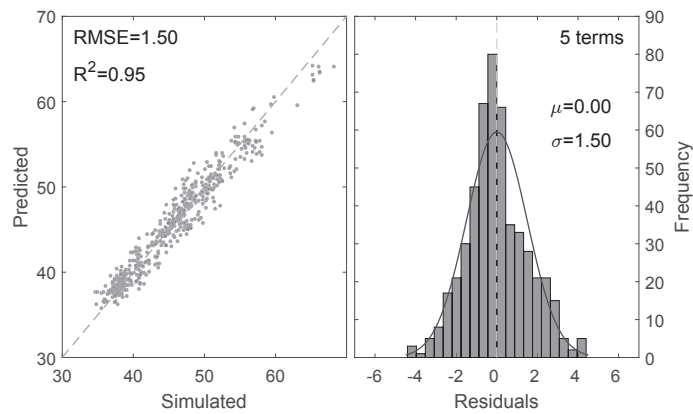 RMSE=1.50
R²=0.95
70
60
50
40
30
30 40 50 60
Predicted
Simulated
5 terms
μ=0.00
σ=1.50
90
80
70
60
50
40
30
20
10
0
-6 -4 -2 0 2 4 6
Frequency
Residuals